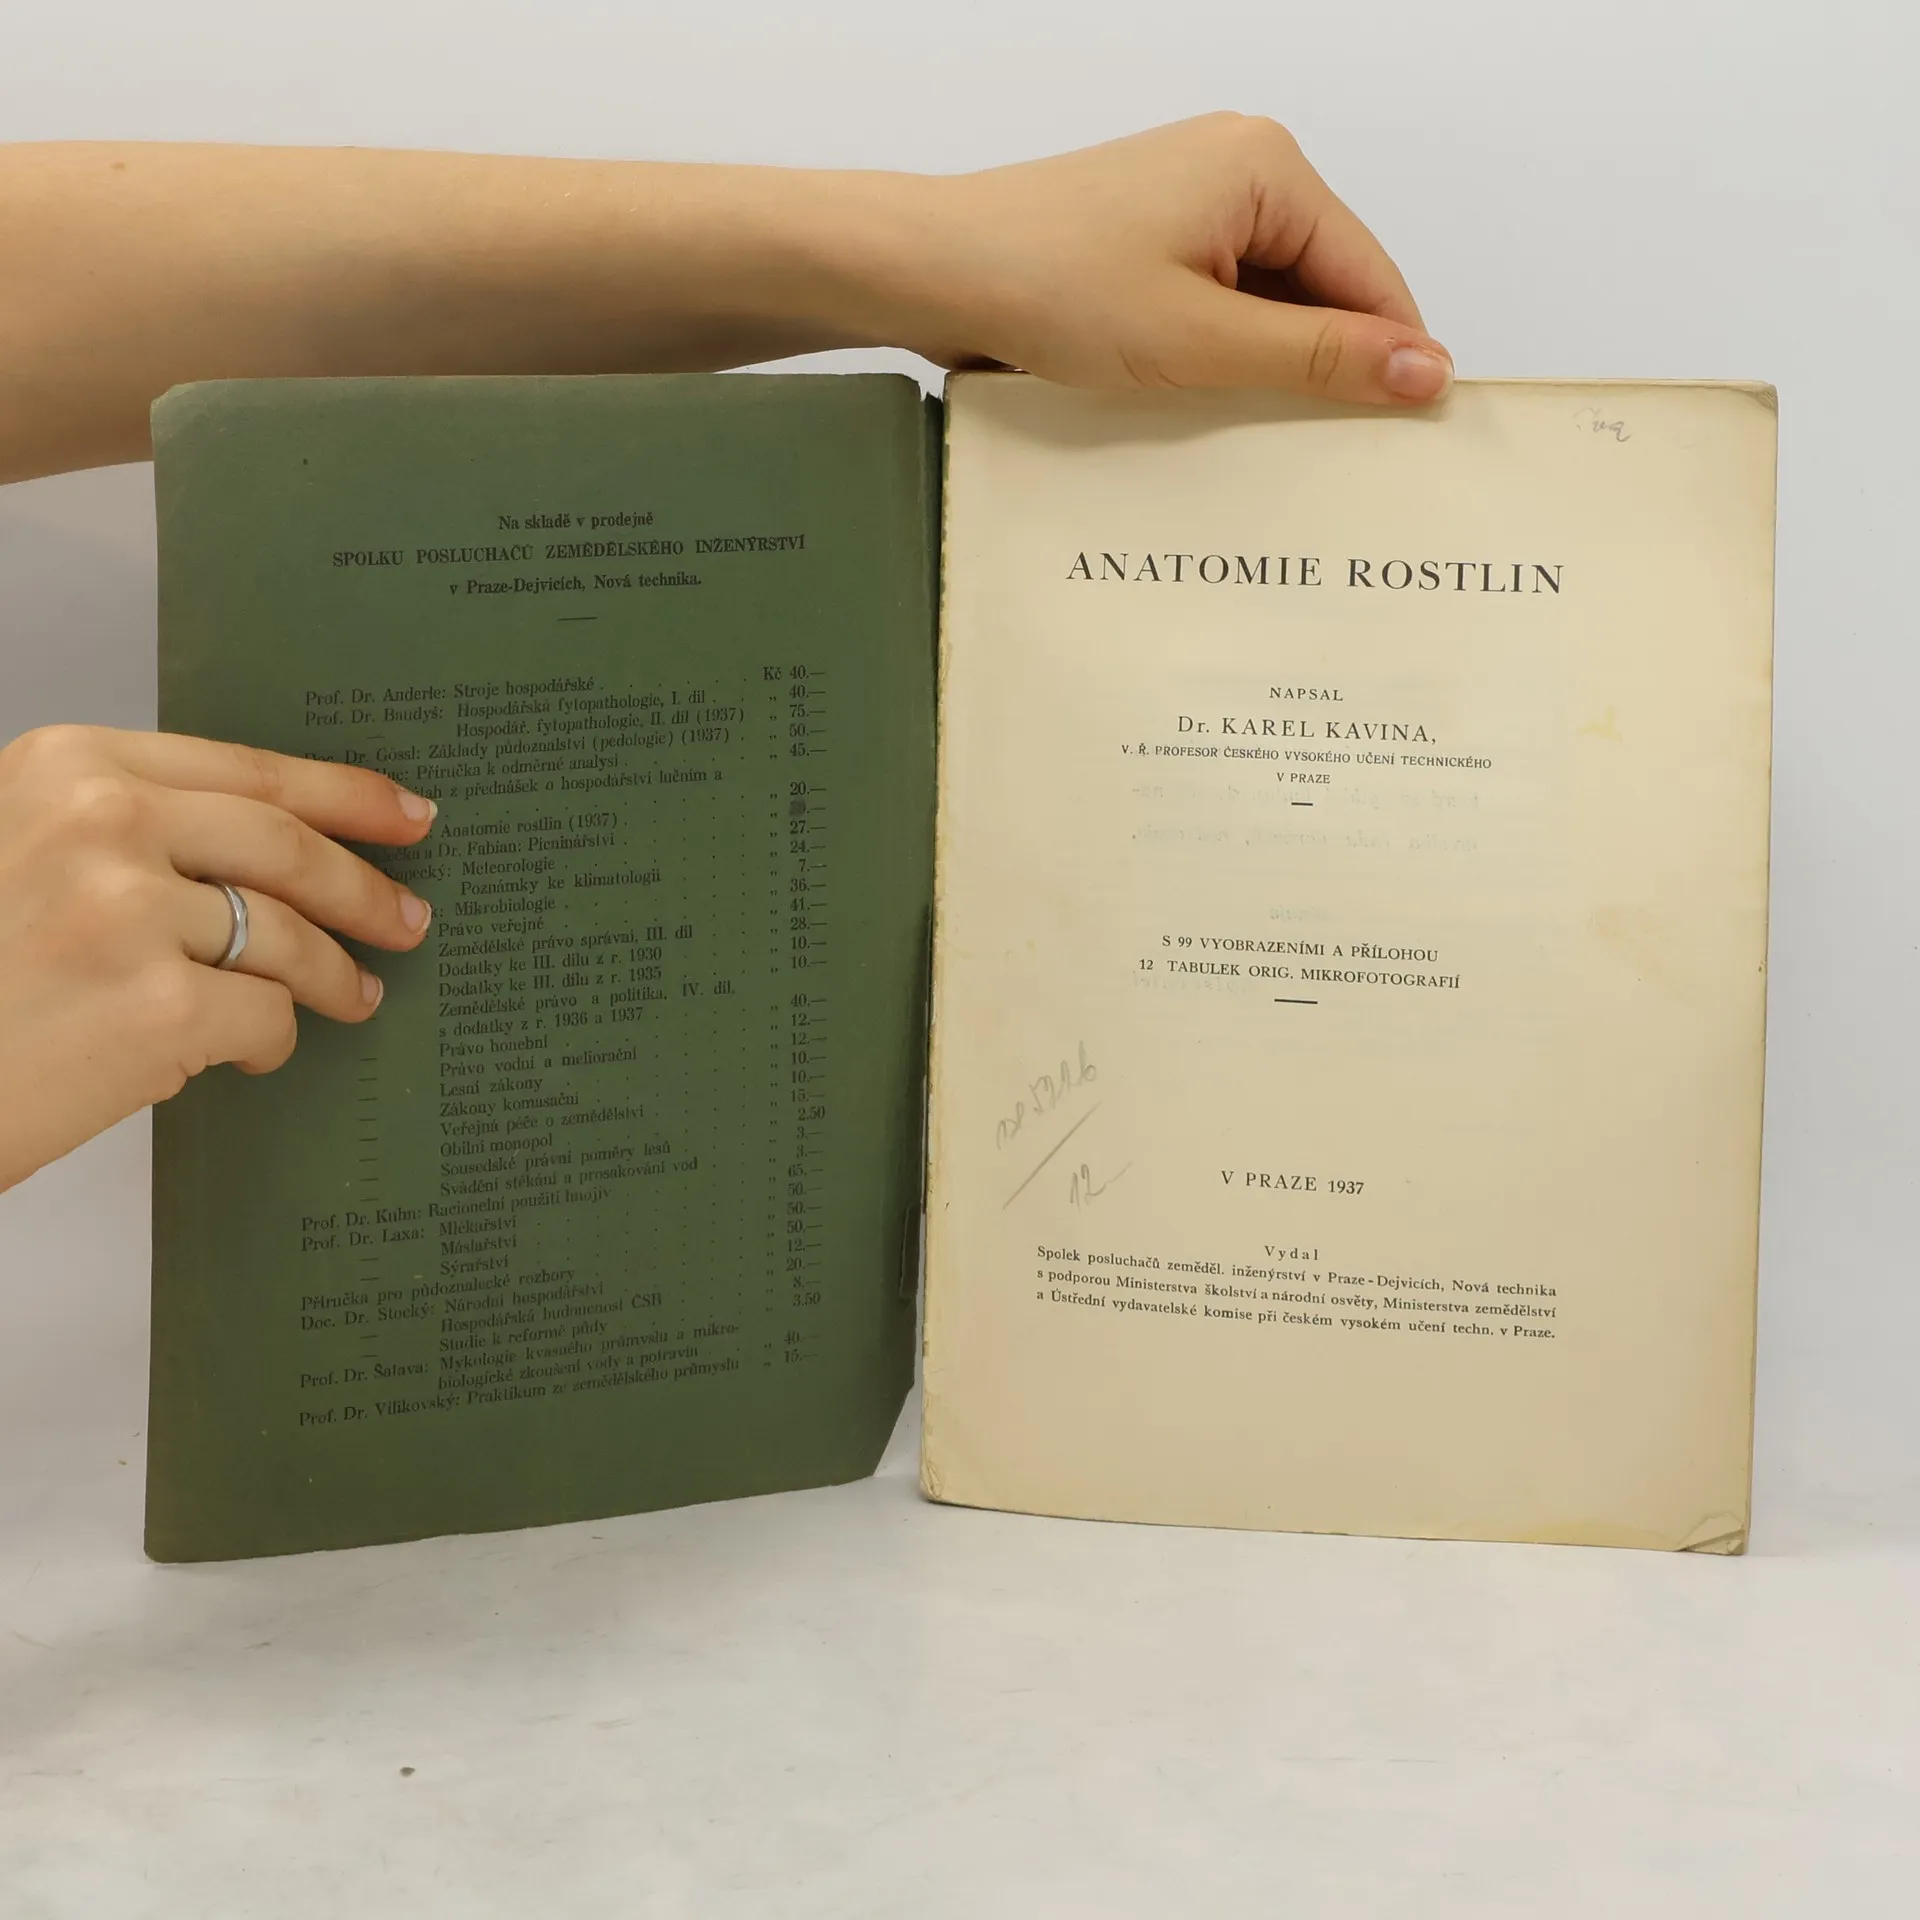 Na skladě v prodejně
SPOLKU POSLUCHAČŮ ZEMĚDĚLSKÉHO INŽENÝRSTVÍ
v Praze-Dejvicích, Nová technika.
Prof. Dr. Anderle: Stroje hospodářské . . . . . . Kč 40.—
Prof. Dr. Baudyš: Hospodářská fytopathologie, I. díl . . „ 40.—
— Hospodář. fytopathologie, II. díl (1937) „ 75.—
Doc. Dr. Gössl: Základy půdoznalství (pedologie) (1937) . „ 50.—
Příručka k odměrné analysi . . . . „ 45.—
z přednášek o hospodářství lučním a
. . . . . . . . „ 20.—
Anatomie rostlin (1937) . . . . „
a Dr. Fabian: Picninářství . . . . „ 27.—
Meteorologie . . . . . „ 24.—
Poznámky ke klimatologii . . „ 7.—
Mikrobiologie . . . . . „ 36.—
Právo veřejné . . . . . „ 41.—
Zemědělské právo správní, III. díl . . „ 28.—
Dodatky ke III. dílu z r. 1930 . . „ 10.—
Dodatky ke III. dílu z r. 1935 . . „ 10.—
Zemědělské právo a politika, IV. díl,
s dodatky z r. 1936 a 1937 . . . „ 40.—
— Právo honební . . . . . „ 12.—
— Právo vodní a meliorační . . . „ 12.—
— Lesní zákony . . . . . „ 10.—
— Zákony komasační . . . . „ 10.—
— Veřejná péče o zemědělství . . . „ 15.—
— Obilní monopol . . . . . „ 2.50
— Sousedské právní poměry lesů . . „ 3.—
— Svádění stékání a prosakování vod . „ 3.—
Prof. Dr. Kuhn: Racionelní použití hnojiv . . . „ 65.—
Prof. Dr. Laxa: Mlékařství . . . . . „ 50.—
— Máslařství . . . . . „ 50.—
— Sýrařství . . . . . „ 50.—
Příručka pro půdoznalecké rozbory . . . . „ 12.—
Doc. Dr. Stocký: Národní hospodářství . . . . „ 20.—
— Hospodářská budoucnost ČSR . . „ 8.—
— Studie k reformě půdy . . . „ 3.50
Prof. Dr. Šatava: Mykologie kvasného průmyslu a mikro-
biologické zkoušení vody a potravin . . „ 40.—
Prof. Dr. Vilikovský: Praktikum ze zemědělského průmyslu „ 15.—
ANATOMIE ROSTLIN
NAPSAL
Dr. KAREL KAVINA,
V. Ř. PROFESOR ČESKÉHO VYSOKÉHO UČENÍ TECHNICKÉHO
V PRAZE
S 99 VYOBRAZENÍMI A PŘÍLOHOU
12 TABULEK ORIG. MIKROFOTOGRAFIÍ
12
V PRAZE 1937
Vydal
Spolek posluchačů zeměděl. inženýrství v Praze-Dejvicích, Nová technika
s podporou Ministerstva školství a národní osvěty, Ministerstva zemědělství
a Ústřední vydavatelské komise při českém vysokém učení techn. v Praze.